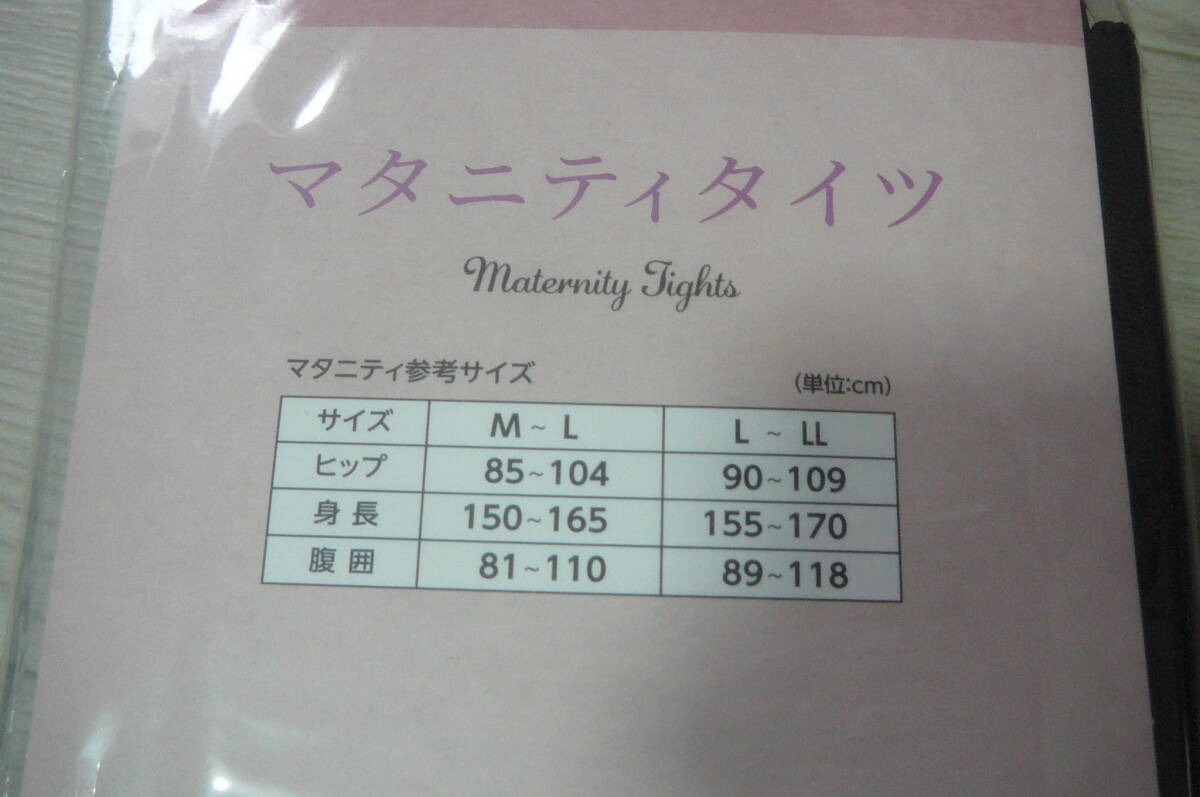 マタニティタイツ
Maternity Tights
マタニティ参考サイズ (単位:cm)
サイズ M~L L~LL
ヒップ 85~104 90~109
身長 150~165 155~170
腹囲 81~110 89~118